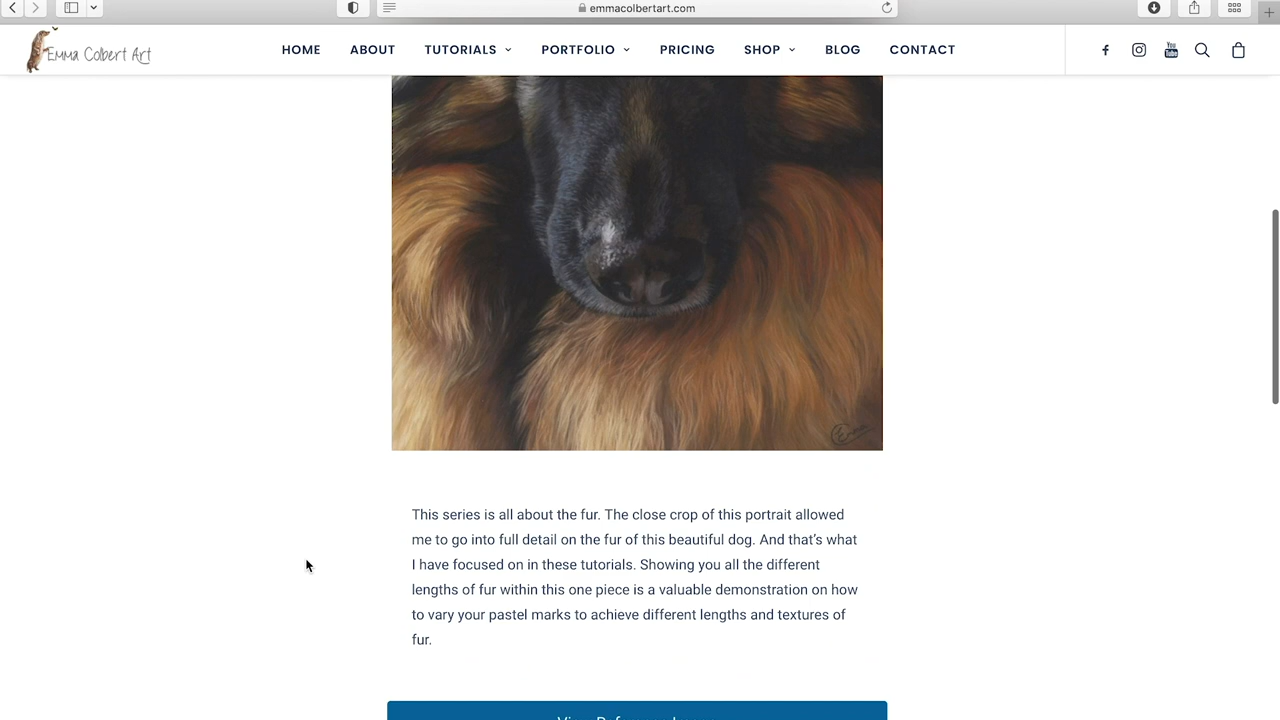 emmacolbertart.com
Emma Colbert Art
HOME ABOUT TUTORIALS PORTFOLIO PRICING SHOP BLOG CONTACT
You Tube
This series is all about the fur. The close crop of this portrait allowed
me to go into full detail on the fur of this beautiful dog. And that's what
I have focused on in these tutorials. Showing you all the different
lengths of fur within this one piece is a valuable demonstration on how
to vary your pastel marks to achieve different lengths and textures of
fur.